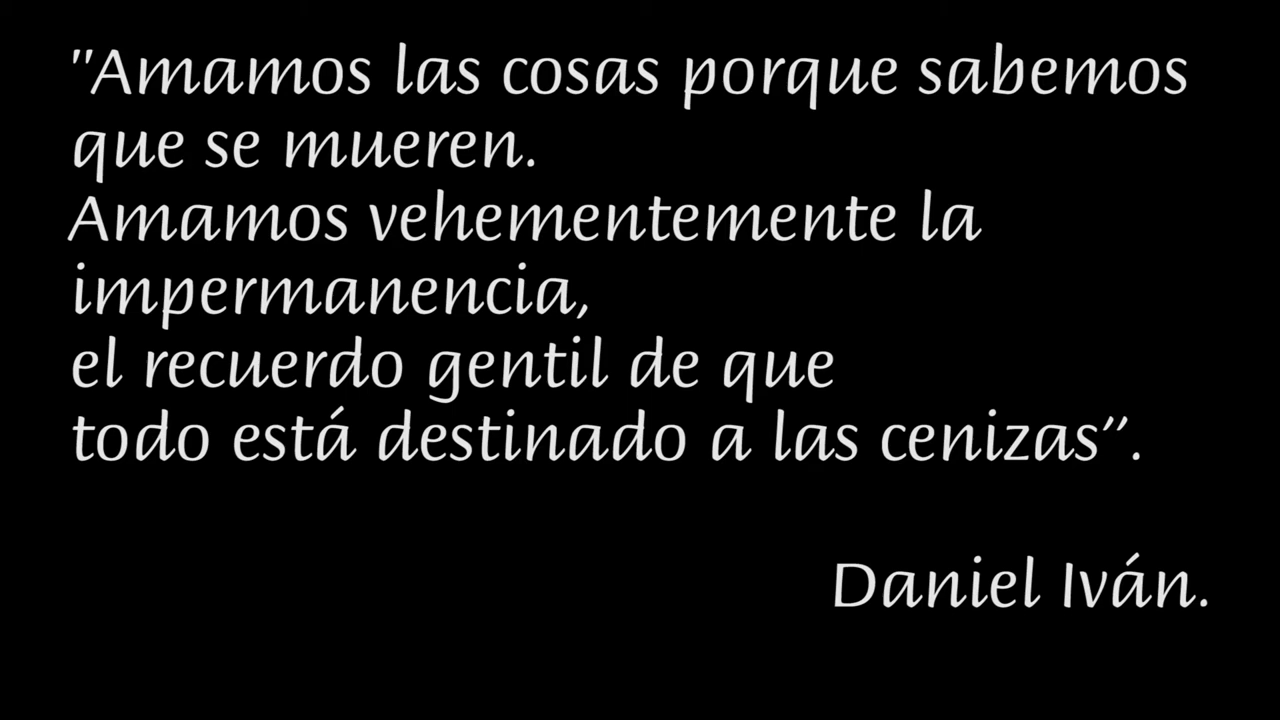 "Amamos las cosas porque sabemos
que se mueren.
Amamos vehementemente la
impermanencia,
el recuerdo gentil de que
todo está destinado a las cenizas”.
Daniel Iván.